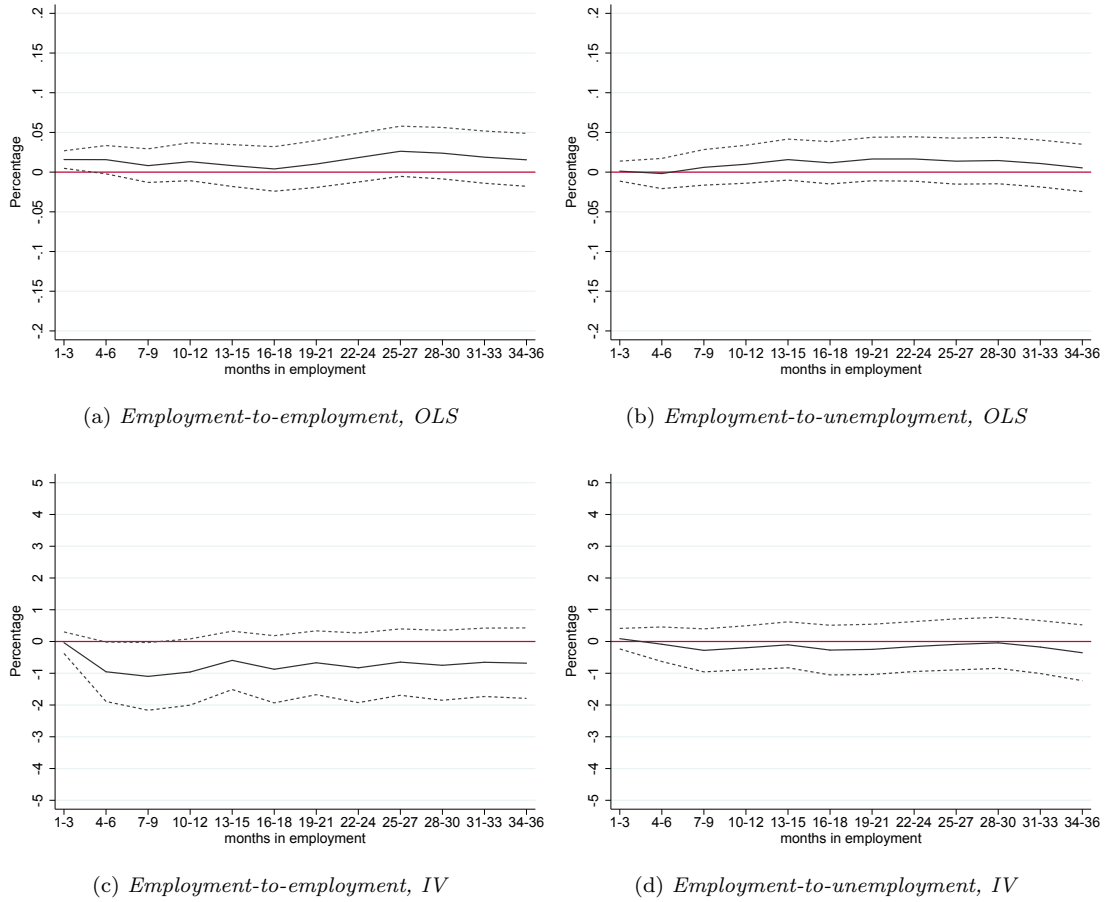 .2
.15
.1
.05
0
-.05
-.1
-.15
-.2
Percentage
1-3 4-6 7-9 10-12 13-15 16-18 19-21 22-24 25-27 28-30 31-33 34-36
months in employment
(a) Employment-to-employment, OLS
.2
.15
.1
.05
0
-.05
-.1
-.15
-.2
Percentage
1-3 4-6 7-9 10-12 13-15 16-18 19-21 22-24 25-27 28-30 31-33 34-36
months in employment
(b) Employment-to-unemployment, OLS
5
4
3
2
1
0
-1
-2
-3
-4
-5
Percentage
1-3 4-6 7-9 10-12 13-15 16-18 19-21 22-24 25-27 28-30 31-33 34-36
months in employment
(c) Employment-to-employment, IV
5
4
3
2
1
0
-1
-2
-3
-4
-5
Percentage
1-3 4-6 7-9 10-12 13-15 16-18 19-21 22-24 25-27 28-30 31-33 34-36
months in employment
(d) Employment-to-unemployment, IV